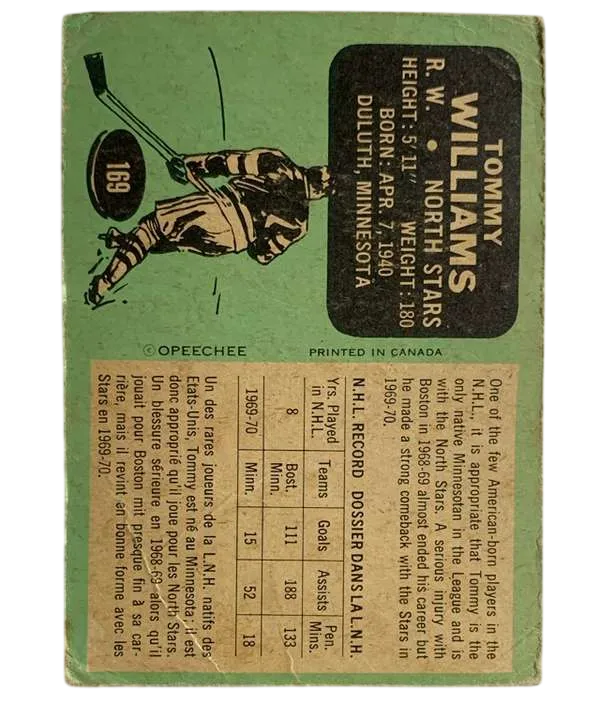 TOMMY
WILLIAMS
R. W. • NORTH STARS
HEIGHT: 5'11" WEIGHT: 180
BORN: APR. 7, 1940
DULUTH, MINNESOTA
169
© OPEECHEE
PRINTED IN CANADA
One of the few American-born players in the
N.H.L., it is appropriate that Tommy is the
only native Minnesotan in the League and is
with the North Stars. A serious injury with
Boston in 1968-69 almost ended his career but
he made a strong comeback with the Stars in
1969-70.
N.H.L. RECORD DOSSIER DANS LA L.N.H.
Yrs. Played in N.H.L. Teams Goals Assists Pen. Mins.
8 Bost. Minn. 111 188 133
1969-70 Minn. 15 52 18
Un des rares joueurs de la L.N.H. natifs des
Etats-Unis, Tommy est né au Minnesota; il est
donc approprié qu'il joue pour les North Stars.
Un blessure sérieure en 1968-69 alors qu'il
jouait pour Boston mit presque fin à sa car-
rière, mais il revint an bonne forme avec les
Stars en 1969-70.